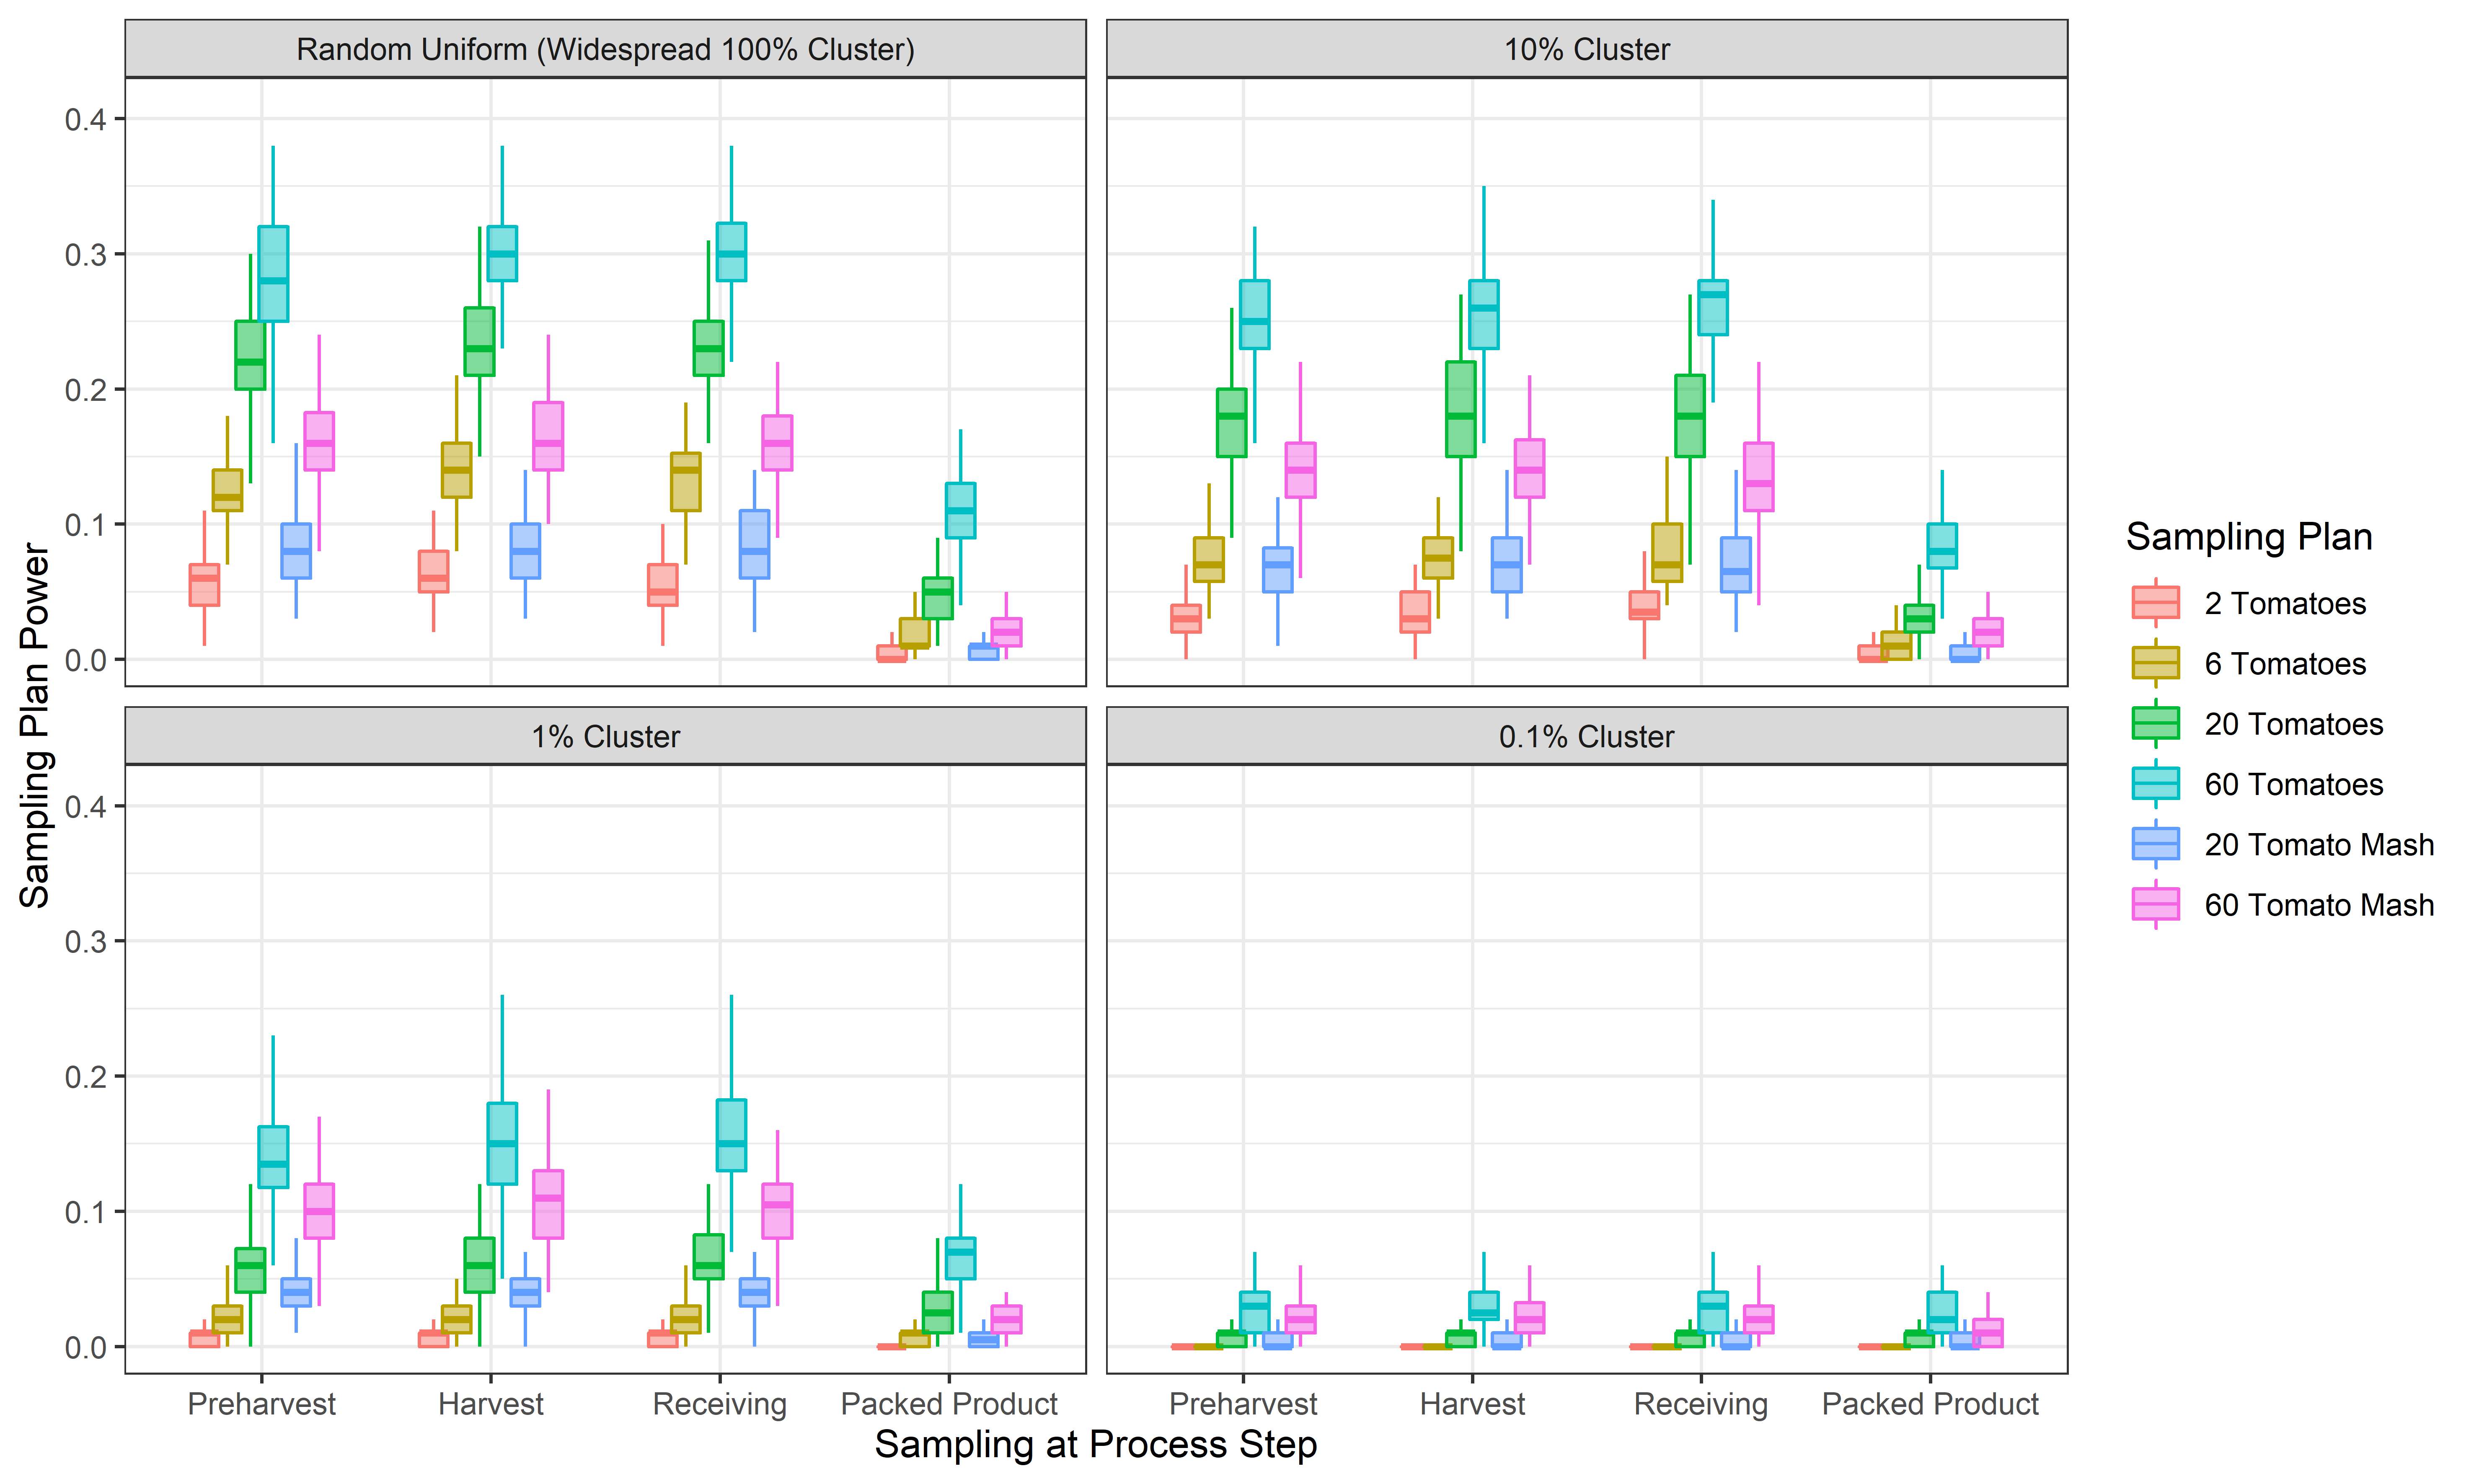 Random Uniform (Widespread 100% Cluster)
10% Cluster
0.4
0.3
0.2
0.1
0.0
1% Cluster
0.1% Cluster
0.4
0.3
0.2
0.1
0.0
Sampling Plan Power
Preharvest
Harvest
Receiving
Packed Product
Preharvest
Harvest
Receiving
Packed Product
Sampling at Process Step
Sampling Plan
2 Tomatoes
6 Tomatoes
20 Tomatoes
60 Tomatoes
20 Tomato Mash
60 Tomato Mash